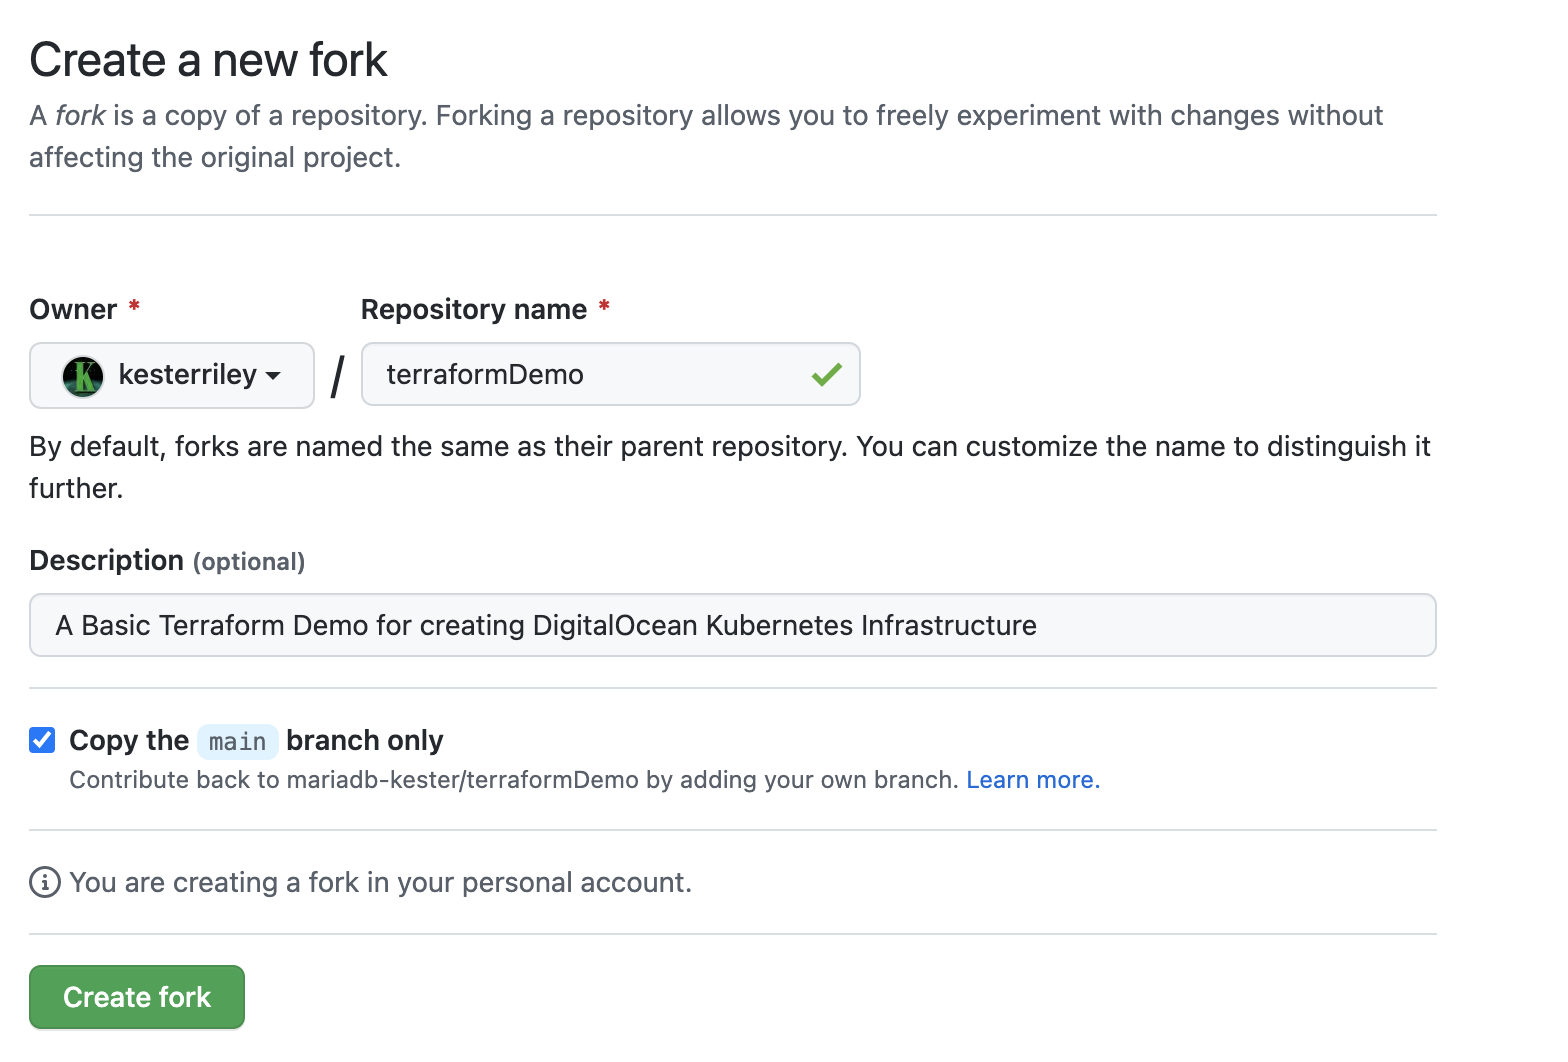 Create a new fork
A fork is a copy of a repository. Forking a repository allows you to freely experiment with changes without
affecting the original project.
Owner * Repository name *
K kesterriley / terraformDemo
By default, forks are named the same as their parent repository. You can customize the name to distinguish it
further.
Description (optional)
A Basic Terraform Demo for creating DigitalOcean Kubernetes Infrastructure
Copy the main branch only
Contribute back to mariadb-kester/terraformDemo by adding your own branch. Learn more.
You are creating a fork in your personal account.
Create fork